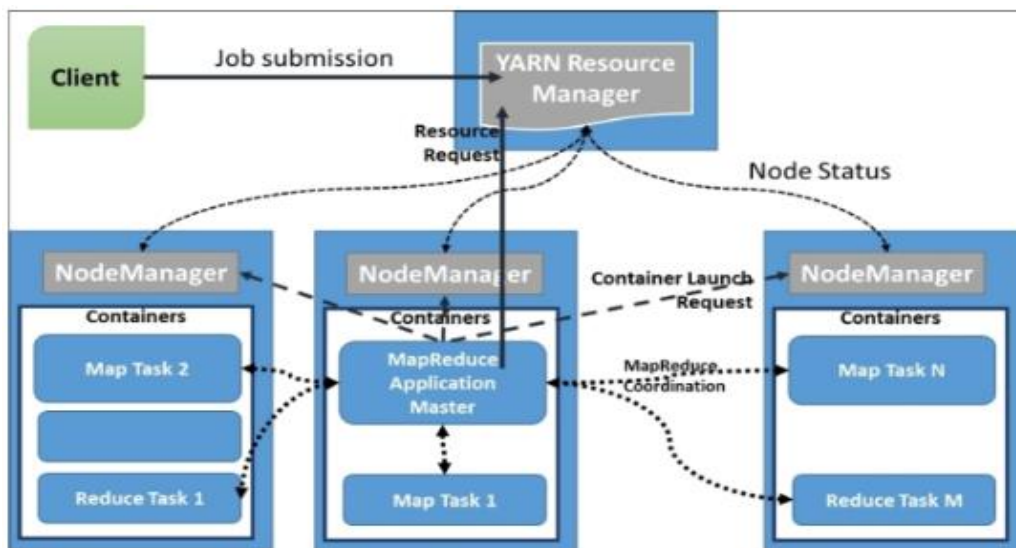 Client
Job submission
YARN Resource
Manager
Resource
Request
Node Status
NodeManager
NodeManager
Container Launch
Request
NodeManager
Containers
Containers
Containers
Map Task 2
MapReduce
Application
Master
MapReduce
Coordination
Map Task N
Reduce Task 1
Map Task 1
Reduce Task M